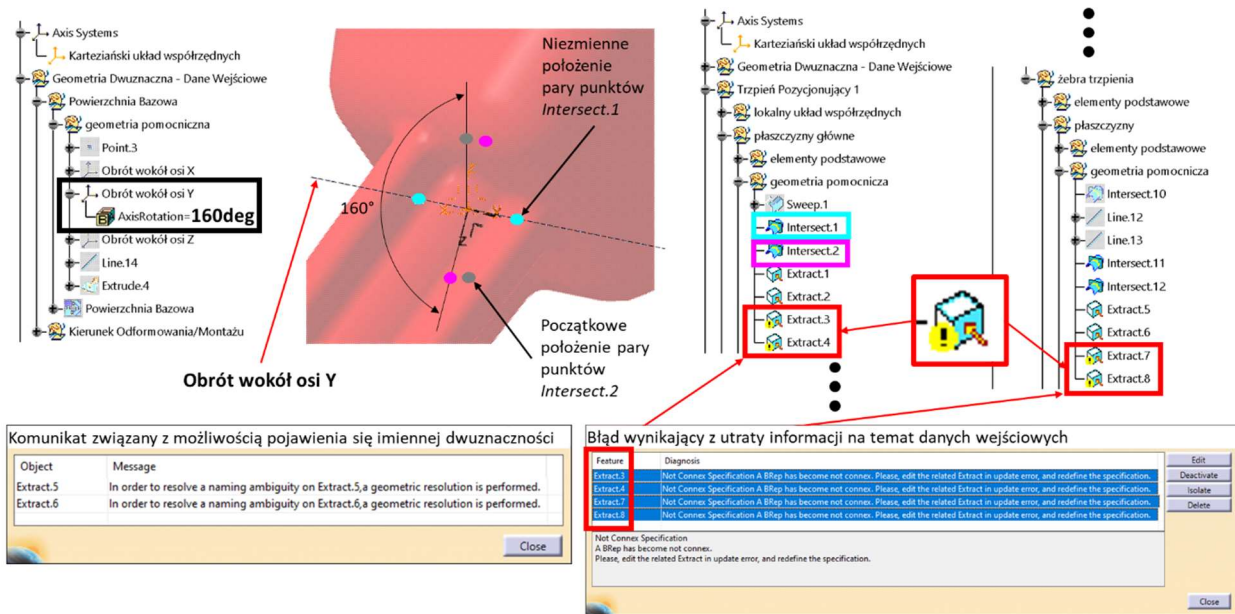 Axis Systems
Karteziański układ współrzędnych
Geometria Dwuznaczna - Dane Wejściowe
Powierzchnia Bazowa
geometria pomocniczna
Point.3
Obrót wokół osi X
Obrót wokół osi Y
AxisRotation=160deg
Obrót wokół osi Z
Line.14
Extrude.4
Powierzchnia Bazowa
Kierunek Odformowania/Montażu
Obrót wokół osi Y
160°
z
Niezmienne
położenie
pary punktów
Intersect.1
Początkowe
położenie pary
punktów
Intersect.2
Axis Systems
Karteziański układ współrzędnych
Geometria Dwuznaczna - Dane Wejściowe
Trzpień Pozycjonujący 1
lokalny układ współrzędnych
płaszczyzny główne
elementy podstawowe
geometria pomocnicza
Sweep.1
Intersect.1
Intersect.2
Extract.1
Extract.2
Extract.3
Extract.4
żebra trzpienia
elementy podstawowe
płaszczyzny
elementy podstawowe
geometria pomocnicza
Intersect.10
Line.12
Line.13
Intersect.11
Intersect.12
Extract.5
Extract.6
Extract.7
Extract.8
Komunikat związany z możliwością pojawienia się imiennej dwuznaczności
Object Message
Extract.5 In order to resolve a naming ambiguity on Extract.5,a geometric resolution is performed.
Extract.6 In order to resolve a naming ambiguity on Extract.6,a geometric resolution is performed.
Close
Błąd wynikający z utraty informacji na temat danych wejściowych
Feature Diagnosis
Extract.3 Not Connex Specification A BRep has become not connex. Please, edit the related Extract in update error, and redefine the specification.
Extract.4 Not Connex Specification A BRep has become not connex. Please, edit the related Extract in update error, and redefine the specification.
Extract.7 Not Connex Specification A BRep has become not connex. Please, edit the related Extract in update error, and redefine the specification.
Extract.8 Not Connex Specification A BRep has become not connex. Please, edit the related Extract in update error, and redefine the specification.
Edit
Deactivate
Isolate
Delete
Not Connex Specification
A BRep has become not connex.
Please, edit the related Extract in update error, and redefine the specification.
Close